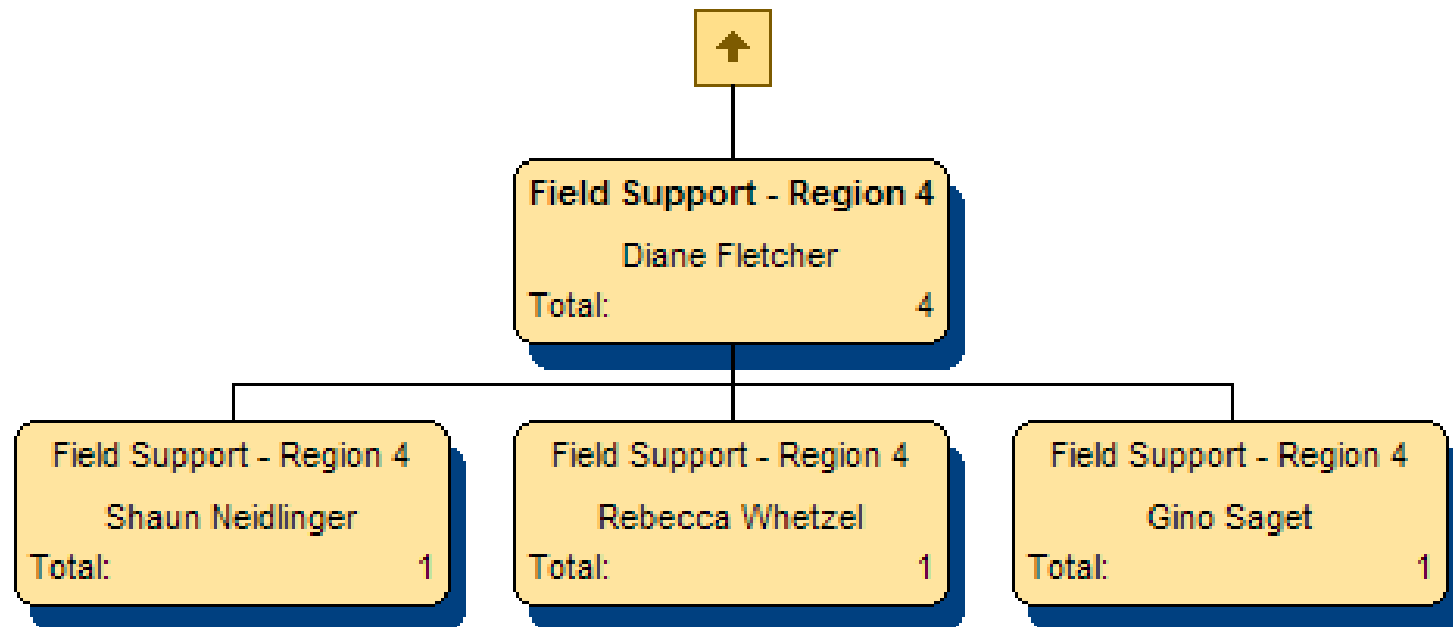 Field Support - Region 4
Diane Fletcher
Total: 4
Field Support - Region 4
Shaun Neidlinger
Total: 1
Field Support - Region 4
Rebecca Whetzel
Total: 1
Field Support - Region 4
Gino Saget
Total: 1